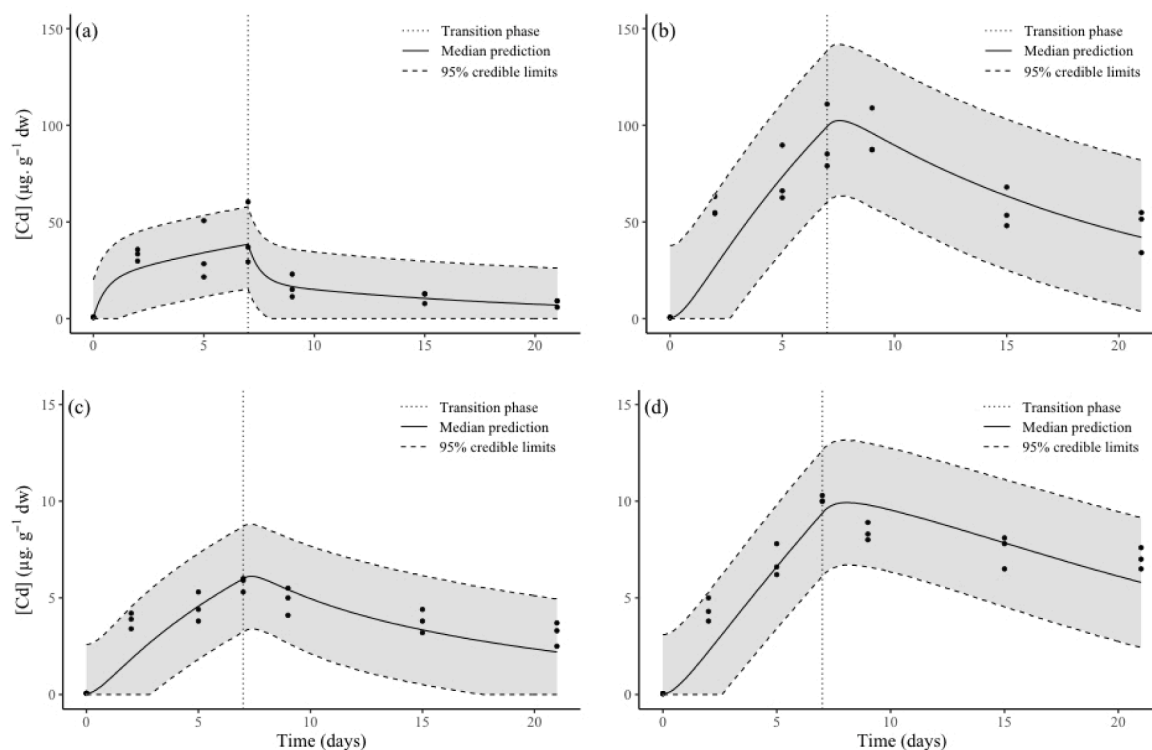 (a)
Transition phase
Median prediction
95% credible limits
[Cd] (µg. g⁻¹ dw)
150
100
50
0
0 5 10 15 20
(b)
Transition phase
Median prediction
95% credible limits
150
100
50
0
0 5 10 15 20
(c)
Transition phase
Median prediction
95% credible limits
[Cd] (µg. g⁻¹ dw)
15
10
5
0
0 5 10 15 20
Time (days)
(d)
Transition phase
Median prediction
95% credible limits
15
10
5
0
0 5 10 15 20
Time (days)